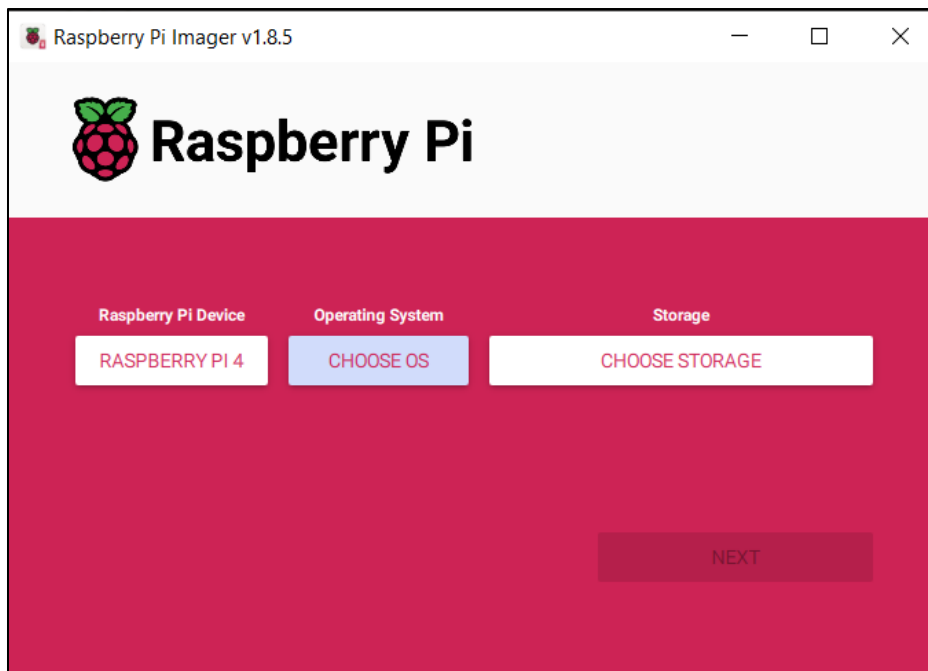 Raspberry Pi Imager v1.8.5
Raspberry Pi
Raspberry Pi Device Operating System Storage
RASPBERRY PI 4 CHOOSE OS CHOOSE STORAGE
NEXT